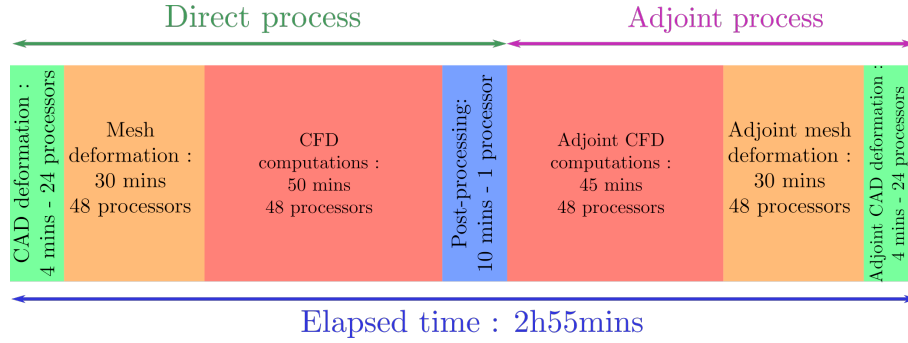 Direct process
Adjoint process
CAD deformation :
4 mins - 24 processors
Mesh
deformation :
30 mins
48 processors
CFD
computations :
50 mins
48 processors
Post-processing:
10 mins - 1 processor
Adjoint CFD
computations :
45 mins
48 processors
Adjoint mesh
deformation :
30 mins
48 processors
Adjoint CAD deformation :
4 mins - 24 processors
Elapsed time : 2h55mins